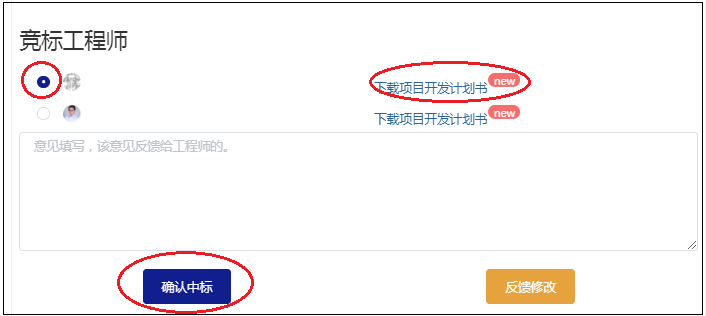 竞标工程师
下载项目开发计划书 new
下载项目开发计划书 new
意见填写，该意见反馈给工程师的。
确认中标 反馈修改